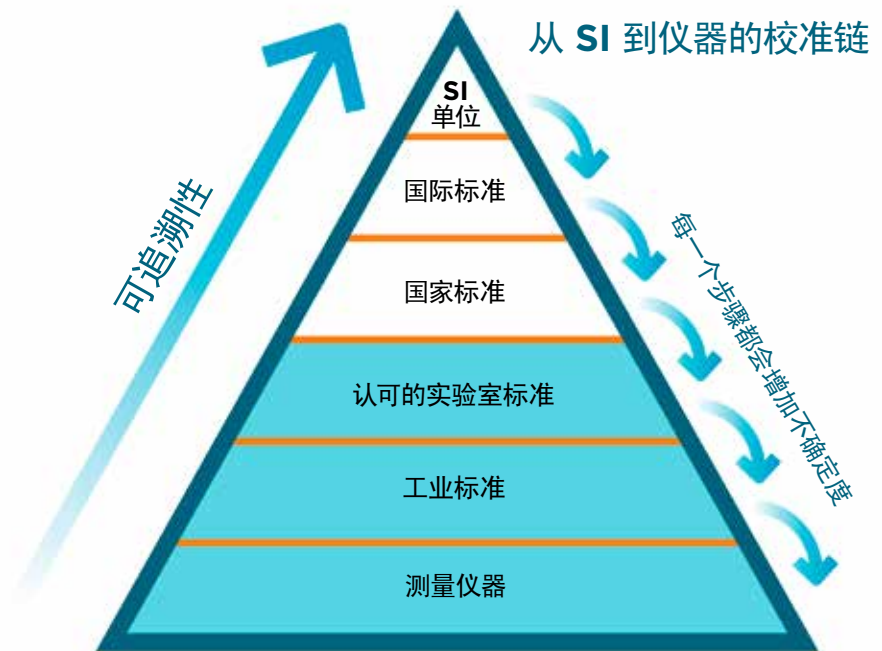 从 SI 到仪器的校准链
SI
单位
国际标准
国家标准
认可的实验室标准
工业标准
测量仪器
可追溯性
每一个步骤都会增加不确定度